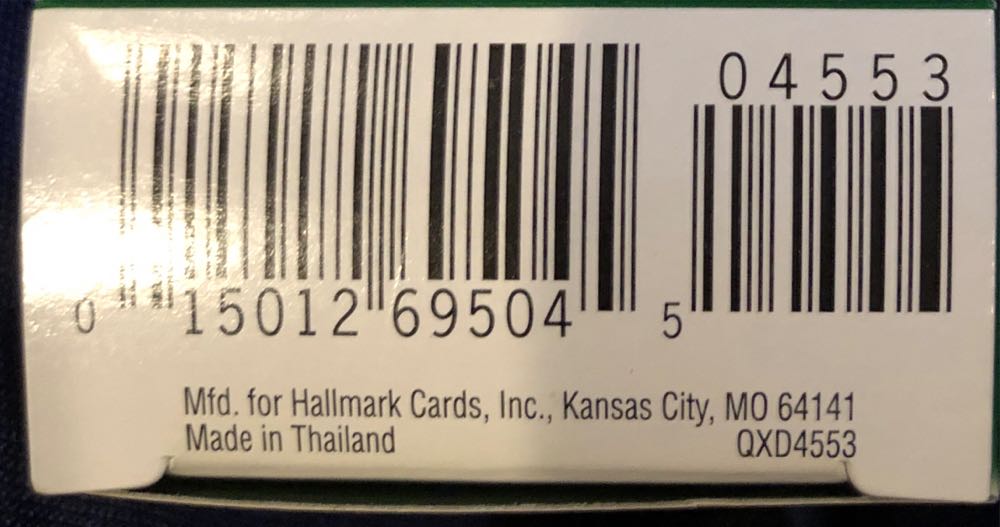 04553
0 15012 69504 5
Mfd. for Hallmark Cards, Inc., Kansas City, MO 64141
Made in Thailand QXD4553